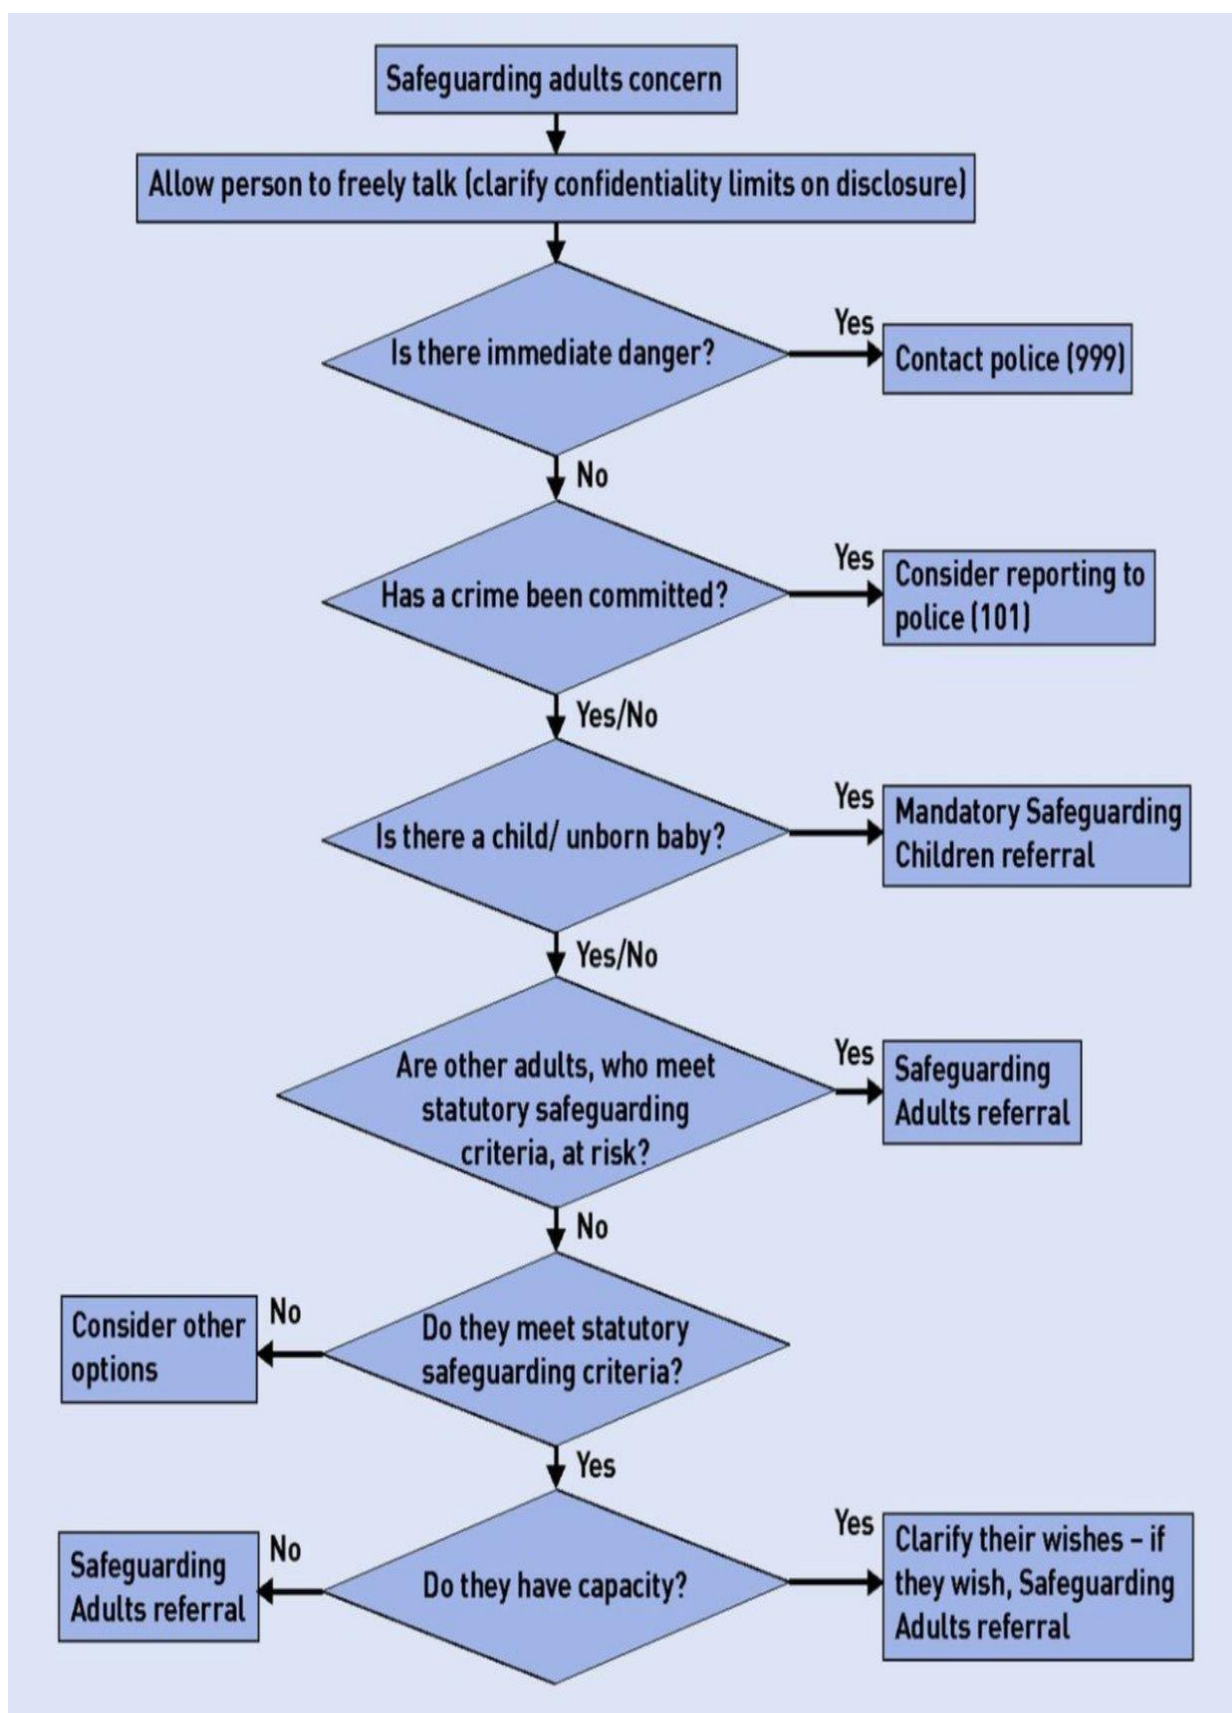 Safeguarding adults concern
Allow person to freely talk (clarify confidentiality limits on disclosure)
Is there immediate danger?
Yes
Contact police (999)
No
Has a crime been committed?
Yes
Consider reporting to
police (101)
Yes/No
Is there a child/ unborn baby?
Yes
Mandatory Safeguarding
Children referral
Yes/No
Are other adults, who meet
statutory safeguarding
criteria, at risk?
Yes
Safeguarding
Adults referral
No
Do they meet statutory
safeguarding criteria?
No
Consider other
options
Yes
Do they have capacity?
No
Safeguarding
Adults referral
Yes
Clarify their wishes – if
they wish, Safeguarding
Adults referral